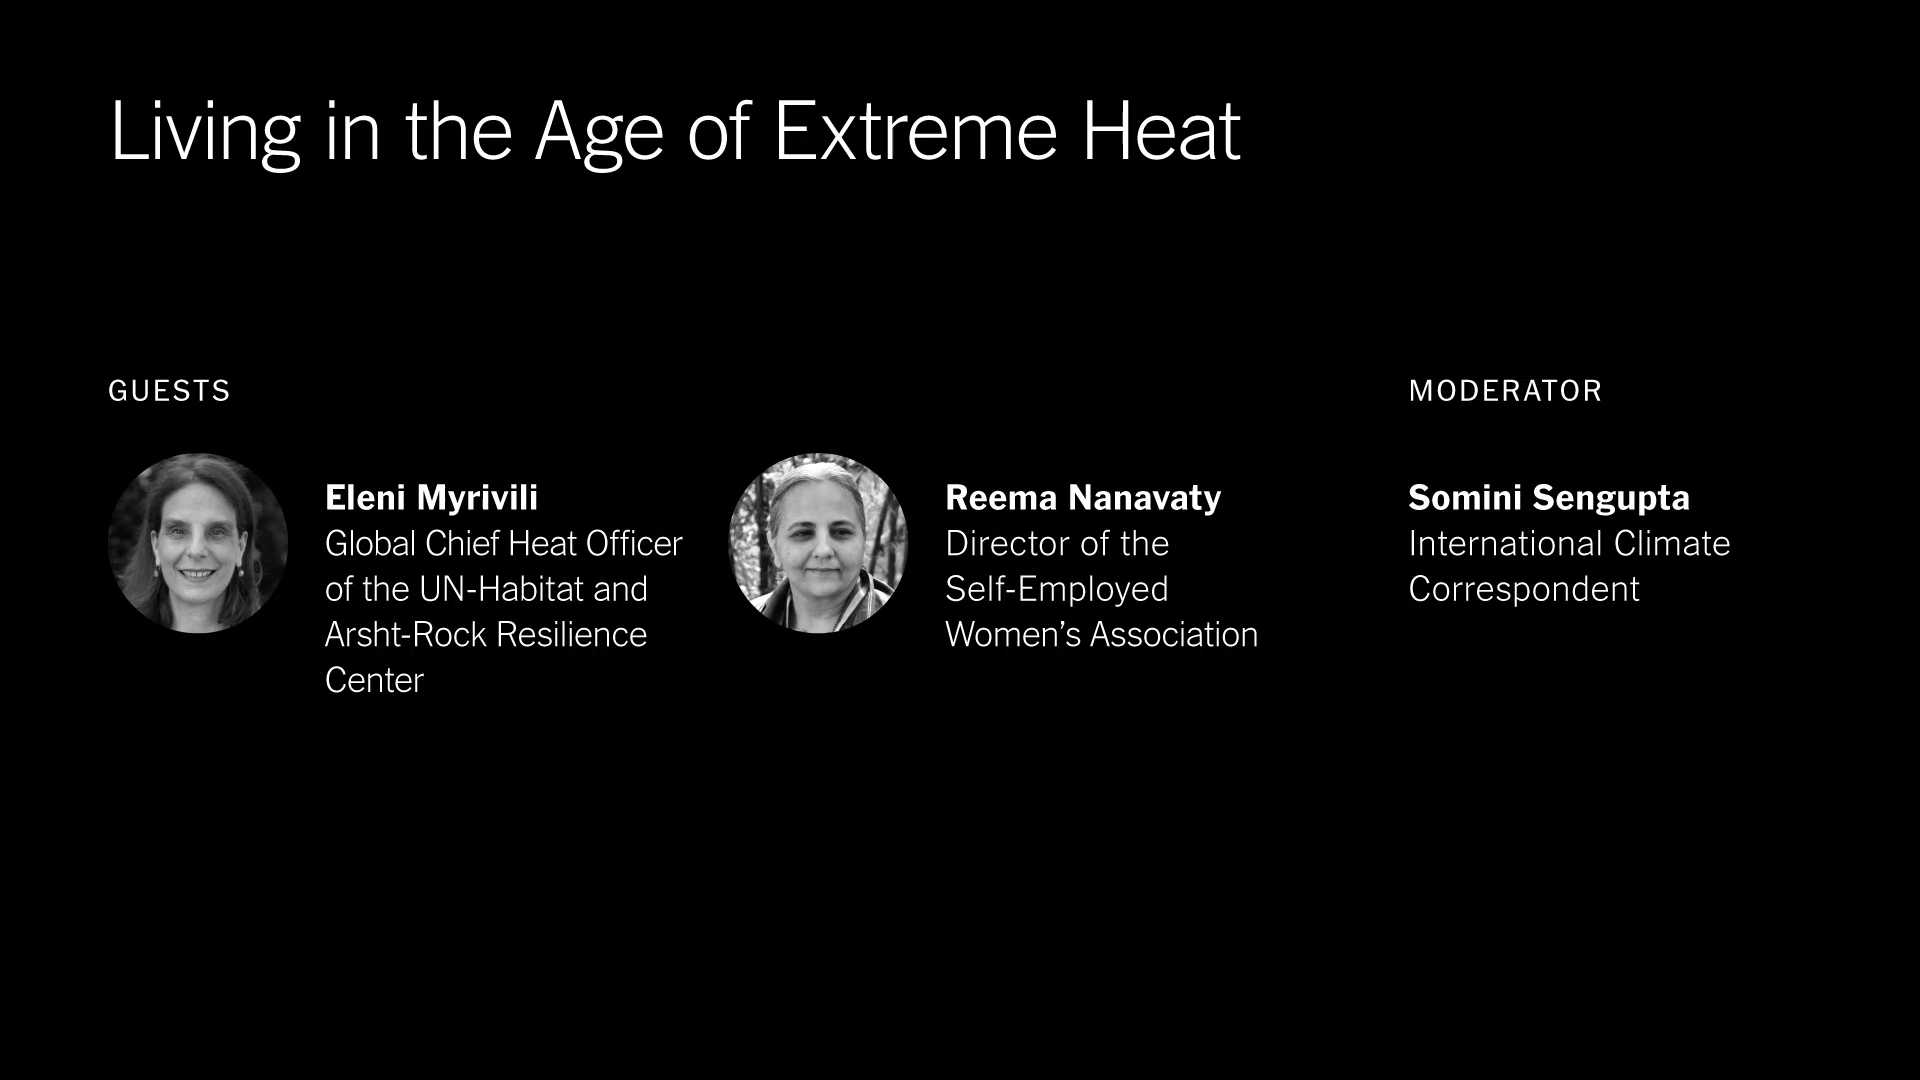 Living in the Age of Extreme Heat
GUESTS
Eleni Myrivili
Global Chief Heat Officer
of the UN-Habitat and
Arsht-Rock Resilience
Center
Reema Nanavaty
Director of the
Self-Employed
Women’s Association
MODERATOR
Somini Sengupta
International Climate
Correspondent